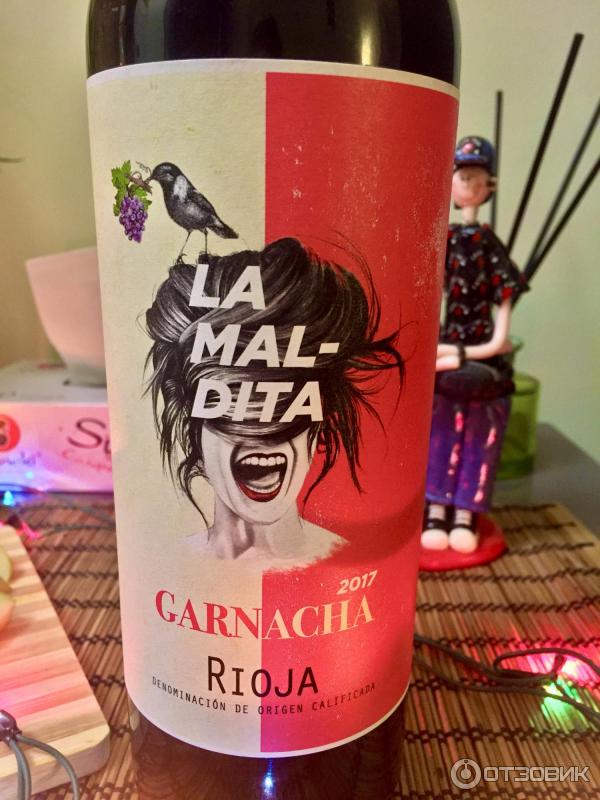 LA
MAL-
DITA
2017
GARNACHA
RIOJA
DENOMINACIÓN DE ORIGEN CALIFICADA
ОТЗОВИК